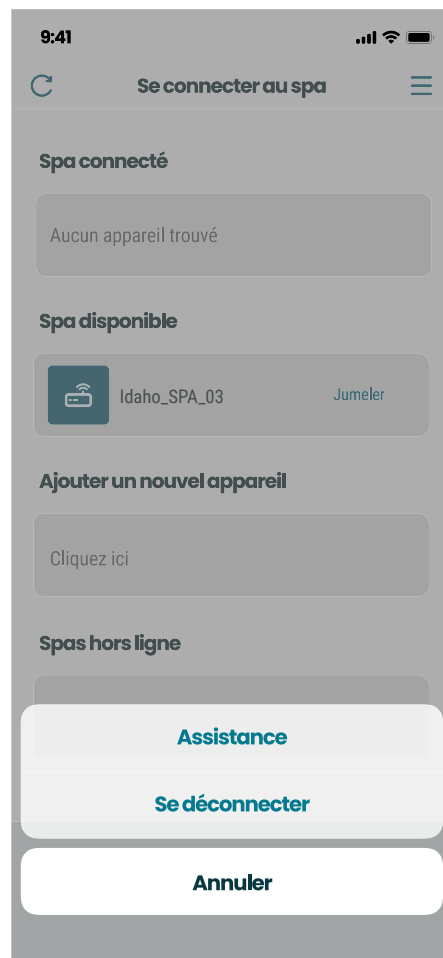 9:41
Se connecter au spa
Spa connecté
Aucun appareil trouvé
Spa disponible
Idaho_SPA_03 Jumeler
Ajouter un nouvel appareil
Cliquez ici
Spas hors ligne
Assistance
Se déconnecter
Annuler